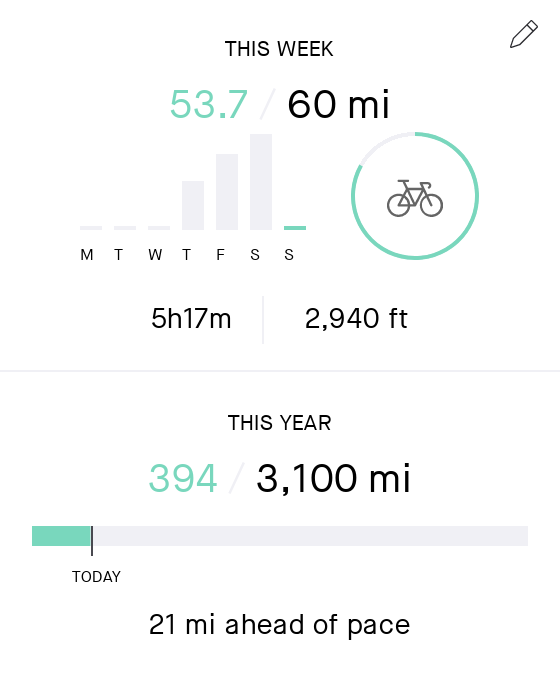 THIS WEEK
53.7 / 60 mi
M T W T F S S
5h17m 2,940 ft
THIS YEAR
394 / 3,100 mi
TODAY
21 mi ahead of pace